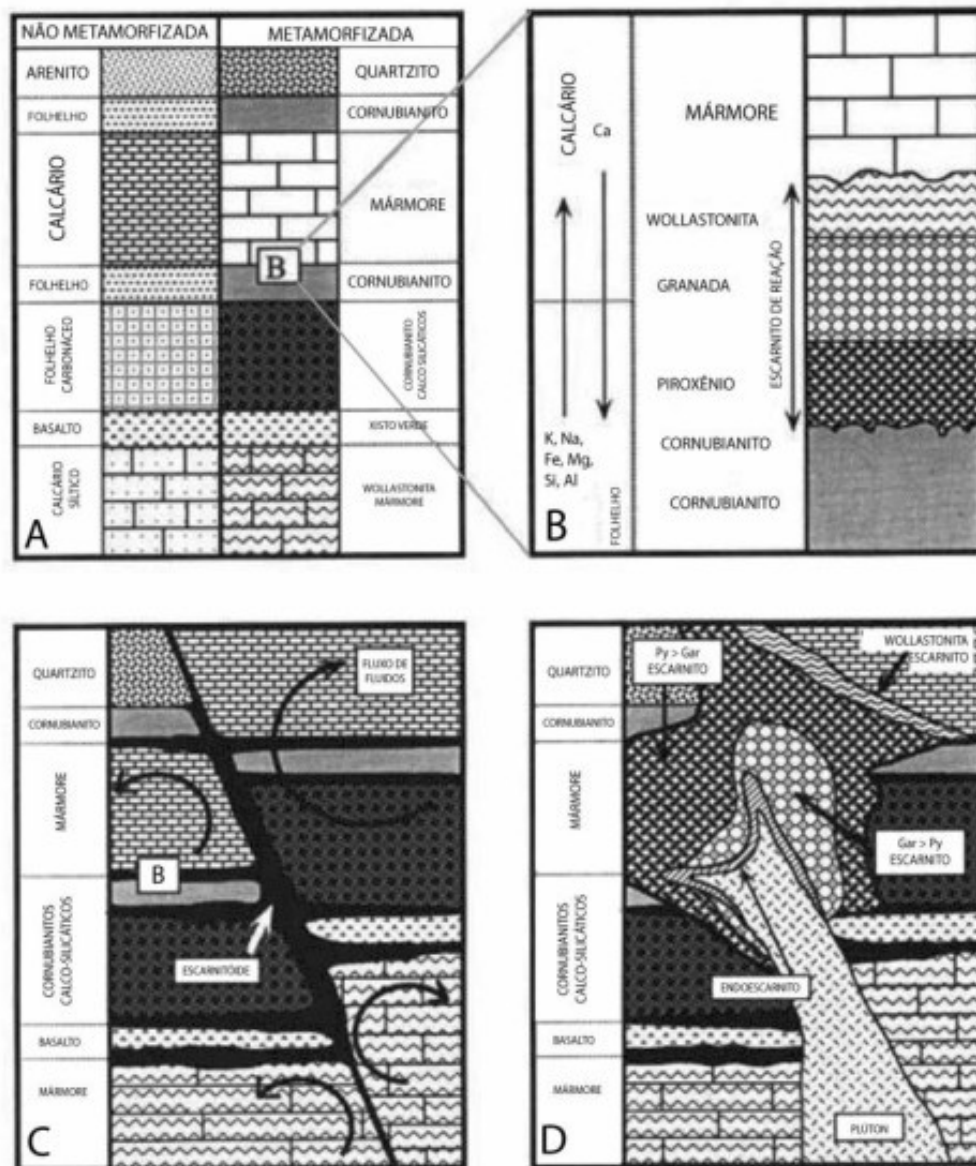 NÃO METAMORFIZADA
METAMORFIZADA
ARENITO
QUARTZITO
FOLHELHO
CORNUBIANITO
CALCÁRIO
MÁRMORE
B
FOLHELHO
CORNUBIANITO
FOLHELHO
CARBONÁCEO
CORNUBIANITO
CALCO SILICÁTICOS
BASALTO
XISTO VERDE
CALCÁRIO
SÍLTICO
WOLLASTONITA
MÁRMORE
A
CALCÁRIO
Ca
MÁRMORE
WOLLASTONITA
GRANADA
ESCARNITO DE REAÇÃO
PIROXÊNIO
K, Na,
Fe, Mg,
Si, Al
CORNUBIANITO
CORNUBIANITO
FOLHELHO
B
QUARTZITO
FLUXO DE
FLUIDOS
CORNUBIANITO
MÁRMORE
B
CORNUBIANITOS
CALCO-SILICÁTICOS
ESCARNITÓIDE
BASALTO
MÁRMORE
C
QUARTZITO
Py > Gar
ESCARNITO
WOLLASTONITA
ESCARNITO
CORNUBIANITO
MÁRMORE
Gar > Py
ESCARNITO
CORNUBIANITOS
CALCO-SILICÁTICOS
ENDOESCARNITO
BASALTO
MÁRMORE
PLÚTON
D